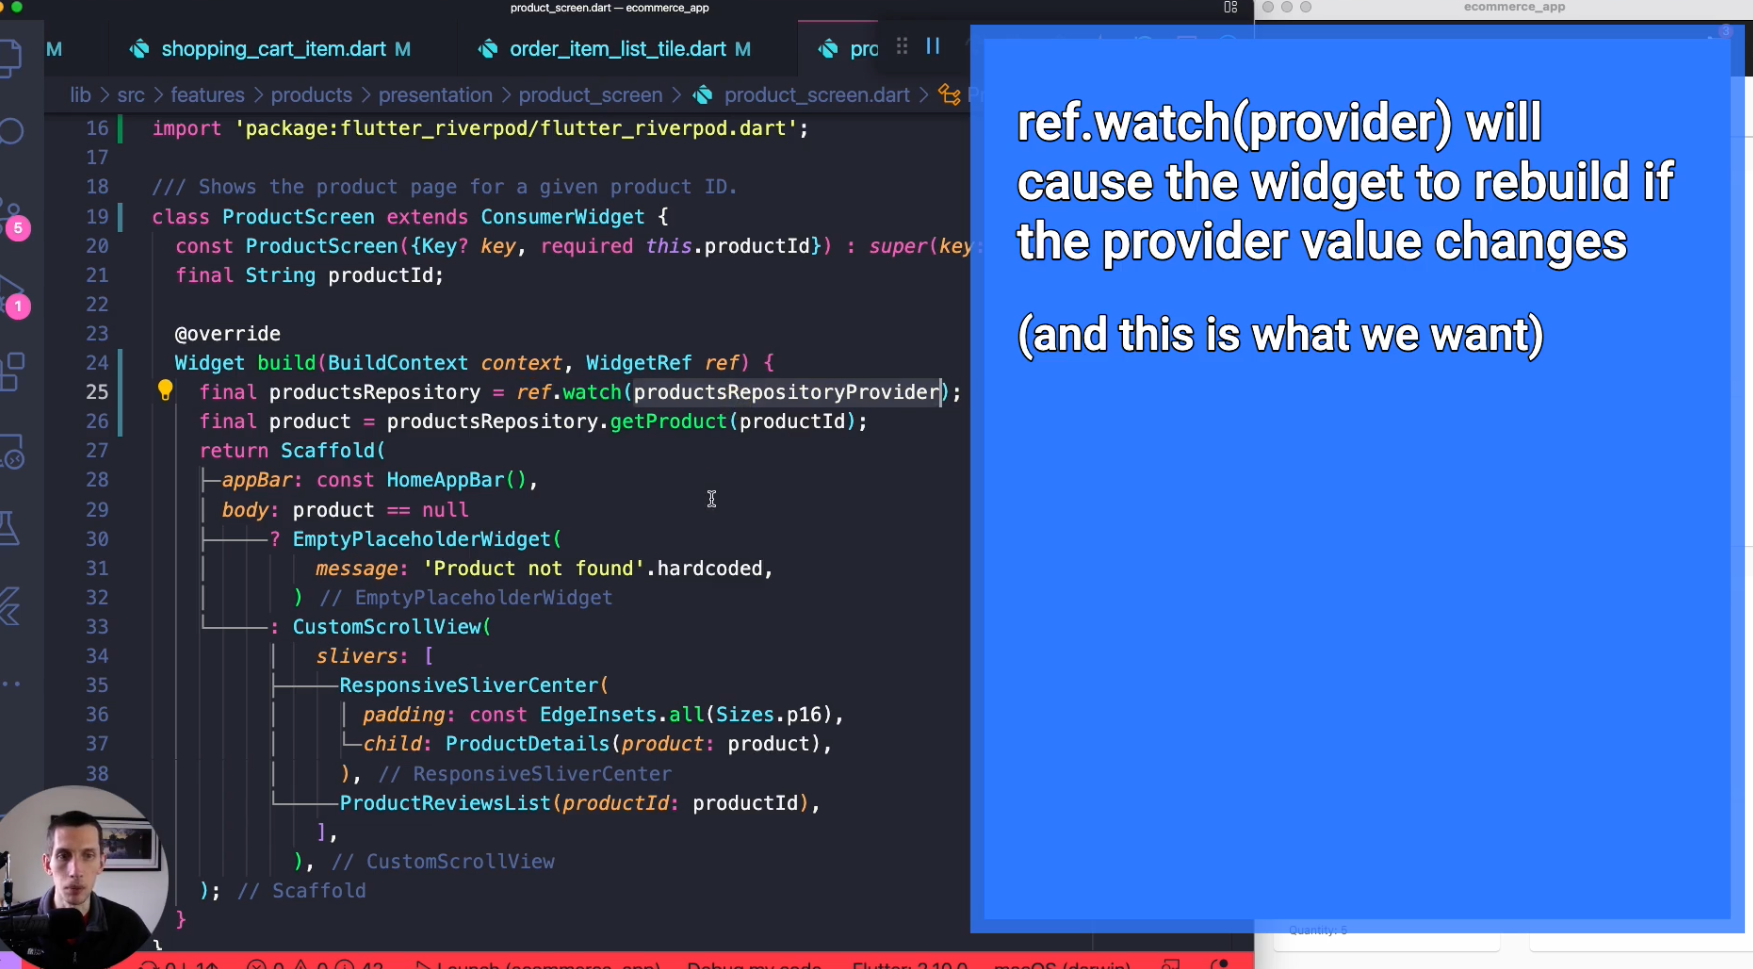 product_screen.dart — ecommerce_app
ecommerce_app
M
shopping_cart_item.dart M
order_item_list_tile.dart M
pro
3
lib > src > features > products > presentation > product_screen > product_screen.dart >
16 import 'package:flutter_riverpod/flutter_riverpod.dart';
17
18 /// Shows the product page for a given product ID.
19 class ProductScreen extends ConsumerWidget {
20 const ProductScreen({Key? key, required this.productId}) : super(key:
21 final String productId;
22
23 @override
24 Widget build(BuildContext context, WidgetRef ref) {
25 final productsRepository = ref.watch(productsRepositoryProvider);
26 final product = productsRepository.getProduct(productId);
27 return Scaffold(
28 appBar: const HomeAppBar(),
29 body: product == null
30 ? EmptyPlaceholderWidget(
31 message: 'Product not found'.hardcoded,
32 ) // EmptyPlaceholderWidget
33 : CustomScrollView(
34 slivers: [
35 ResponsiveSliverCenter(
36 padding: const EdgeInsets.all(Sizes.p16),
37 child: ProductDetails(product: product),
38 ), // ResponsiveSliverCenter
ProductReviewsList(productId: productId),
],
), // CustomScrollView
); // Scaffold
}
}
5
1
ref.watch(provider) will
cause the widget to rebuild if
the provider value changes
(and this is what we want)
Quantity: 5
Launch (ecommerce_app) Debug my code Flutter: 2.10.0 macOS (darwin)